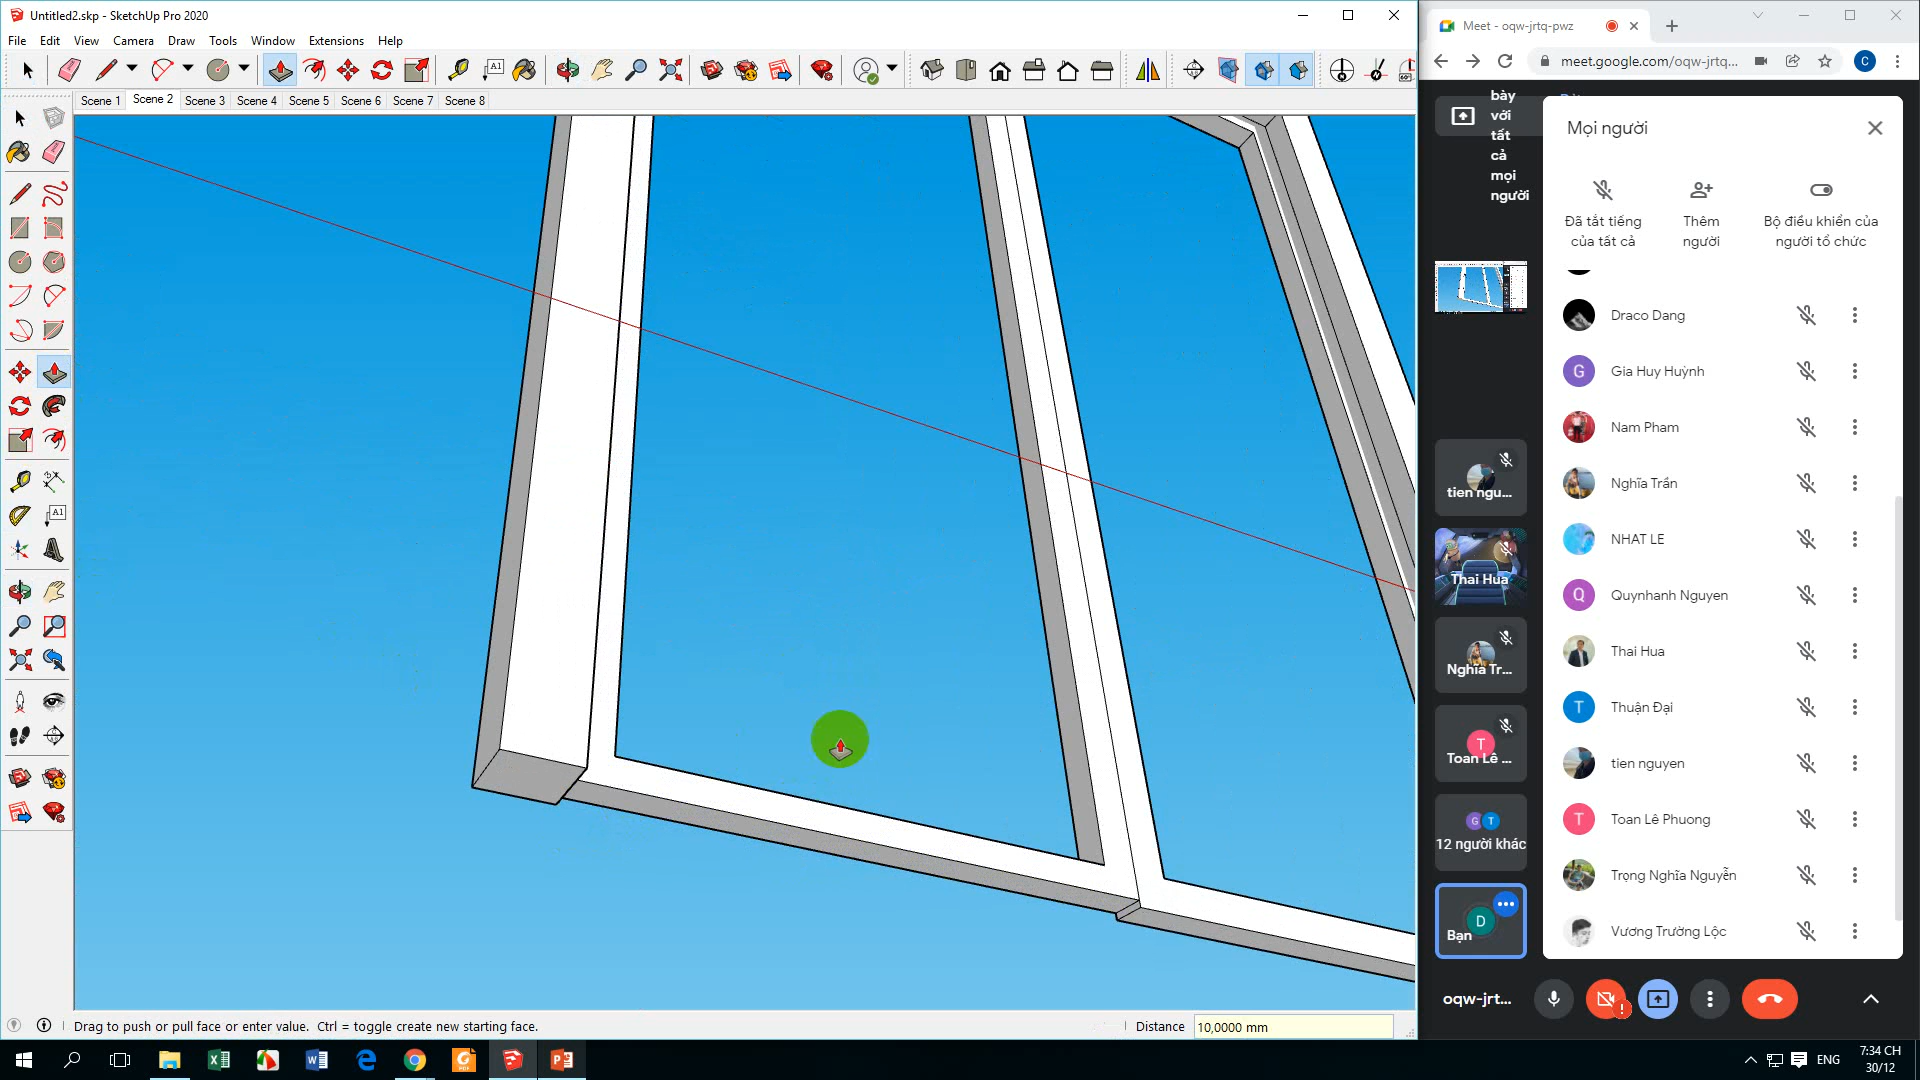 Untitled2.skp - SketchUp Pro 2020
File Edit View Camera Draw Tools Window Extensions Help
Scene 1 Scene 2 Scene 3 Scene 4 Scene 5 Scene 6 Scene 7 Scene 8
Drag to push or pull face or enter value. Ctrl = toggle create new starting face.
Distance 10,0000 mm
Meet - oqw-jrtq-pwz
meet.google.com/oqw-jrtq...
C
bày
với
tất
cả
mọi
người
Mọi người
Đã tắt tiếng
của tất cả
Thêm
người
Bộ điều khiển của
người tổ chức
Draco Dang
G Gia Huy Huỳnh
Nam Pham
Nghĩa Trần
NHAT LE
Q Quynhanh Nguyen
Thai Hua
T Thuận Đại
tien nguyen
T Toan Lê Phuong
Trọng Nghĩa Nguyễn
Vương Trường Lộc
tien ngu...
Thai Hua
Nghĩa Tr...
T
Toan Lê ...
G T
12 người khác
D
Bạn
oqw-jrt...
ENG
7:34 CH
30/12